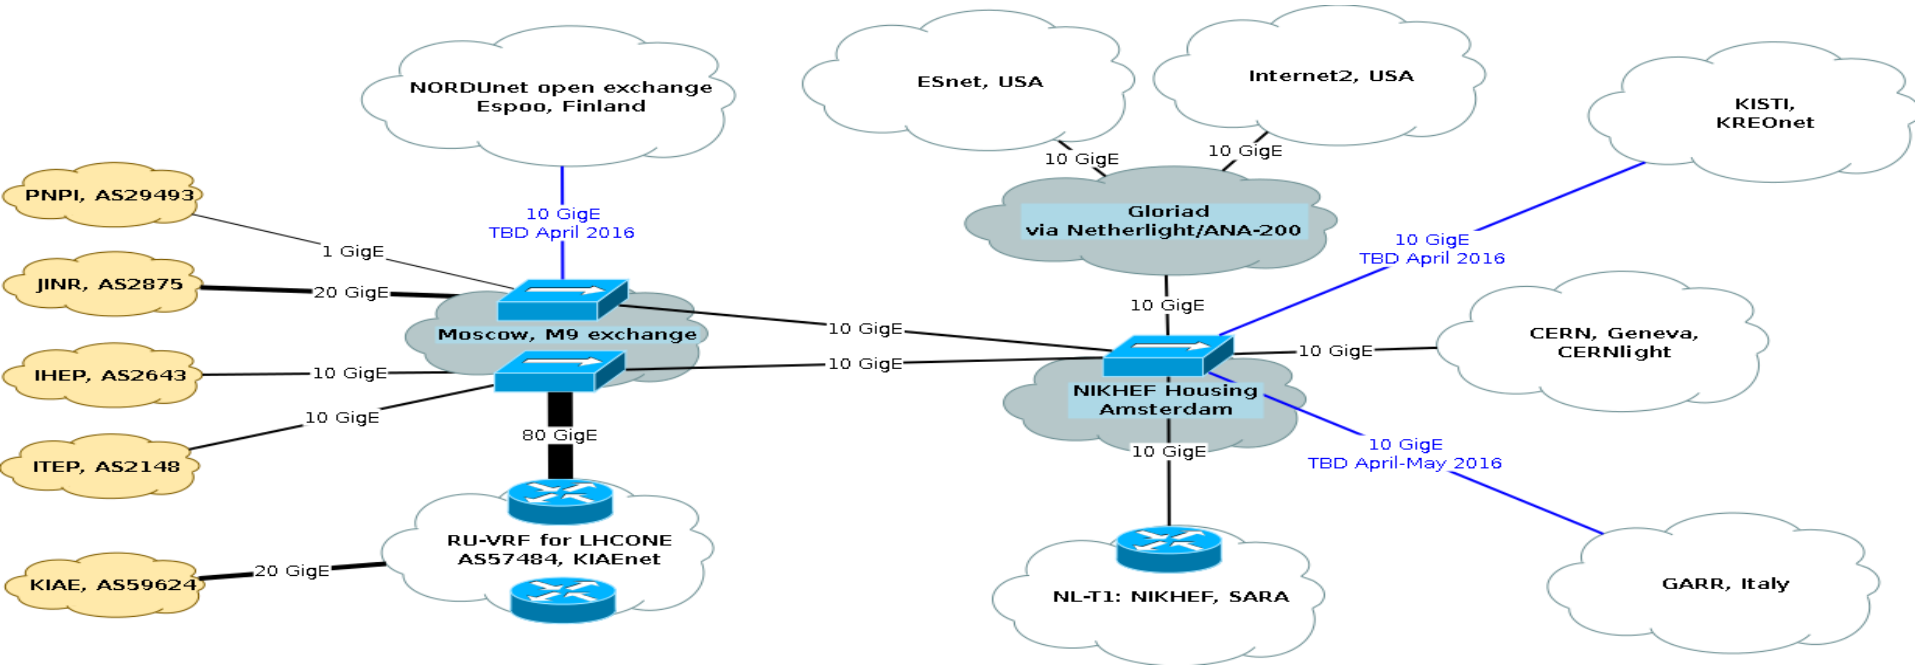 NORDUnet open exchange
Espoo, Finland
ESnet, USA
Internet2, USA
KISTI,
KREOnet
10 GigE
10 GigE
PNPI, AS29493
10 GigE
TBD April 2016
Gloriad
via Netherlight/ANA-200
1 GigE
10 GigE
TBD April 2016
JINR, AS2875
20 GigE
10 GigE
Moscow, M9 exchange
10 GigE
CERN, Geneva,
CERNlight
10 GigE
IHEP, AS2643
10 GigE
10 GigE
NIKHEF Housing
Amsterdam
10 GigE
80 GigE
10 GigE
10 GigE
TBD April-May 2016
ITEP, AS2148
RU-VRF for LHCONE
AS57484, KIAEnet
KIAE, AS59624
20 GigE
NL-T1: NIKHEF, SARA
GARR, Italy